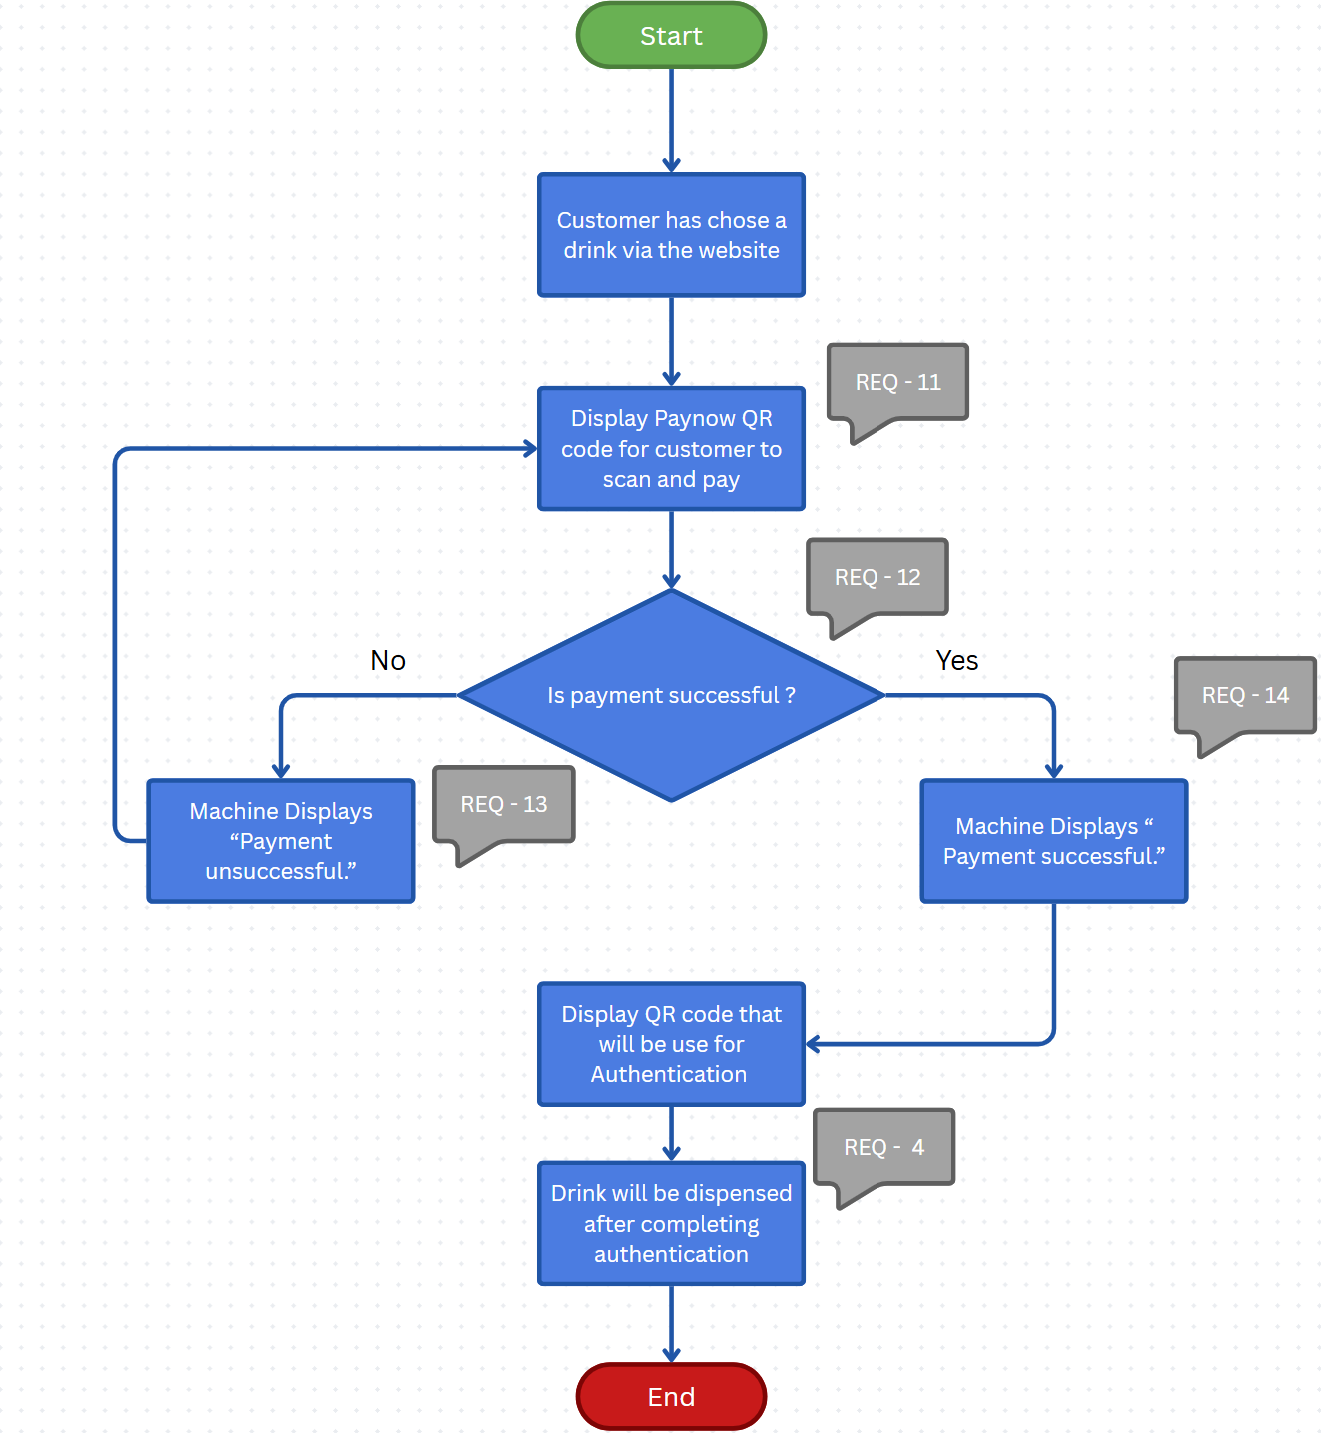 Start
Customer has chose a
drink via the website
REQ - 11
Display Paynow QR
code for customer to
scan and pay
REQ - 12
No
Is payment successful ?
Yes
REQ - 14
Machine Displays
“Payment
unsuccessful.”
REQ - 13
Machine Displays “
Payment successful.”
Display QR code that
will be use for
Authentication
REQ -  4
Drink will be dispensed
after completing
authentication
End